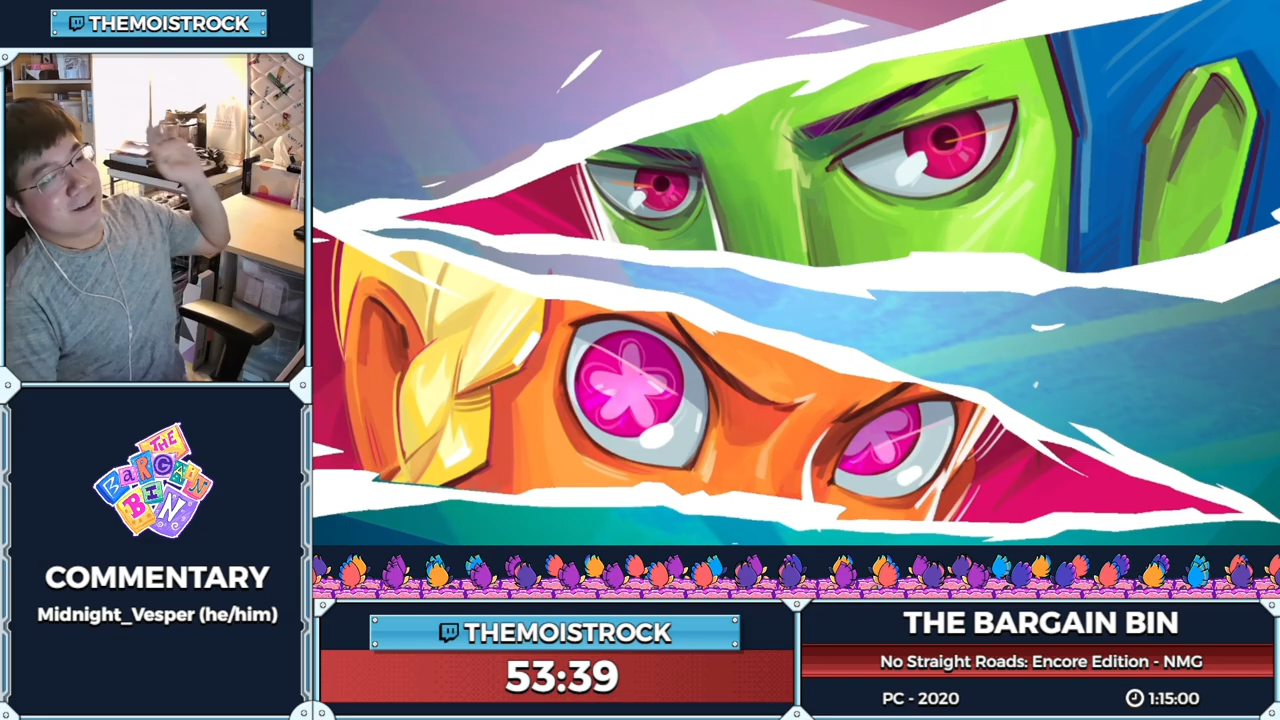 THEMOISTROCK
THE
BARGAIN
BIN
COMMENTARY
Midnight_Vesper (he/him)
THEMOISTROCK
53:39
THE BARGAIN BIN
No Straight Roads: Encore Edition - NMG
PC - 2020
1:15:00